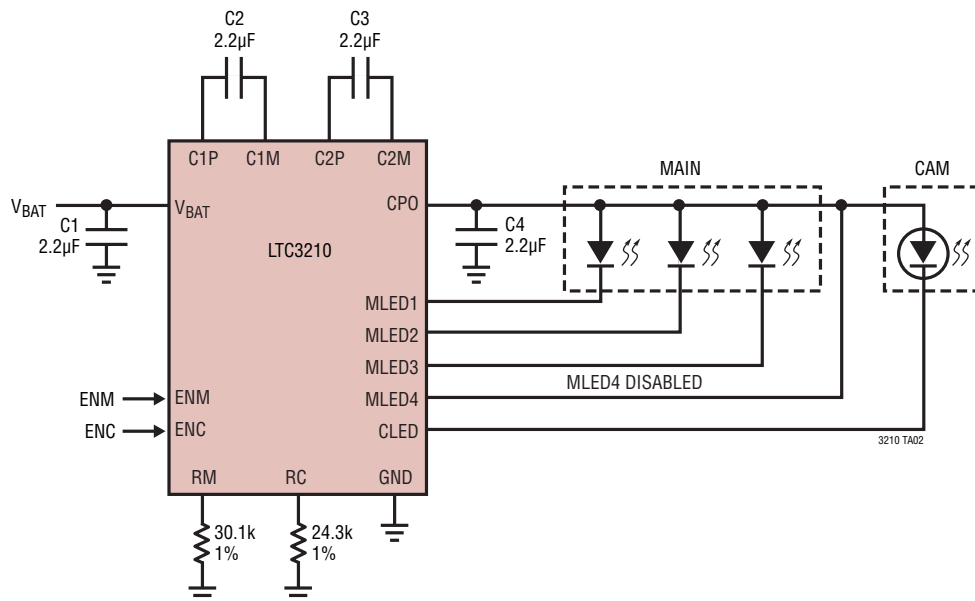 C2
2.2µF
C3
2.2µF
C1P
C1M
C2P
C2M
MAIN
CAM
VBAT
VBAT
CPO
C1
2.2µF
C4
2.2µF
LTC3210
MLED1
MLED2
MLED3
MLED4 DISABLED
ENM
ENM
MLED4
ENC
ENC
CLED
3210 TA02
RM
RC
GND
30.1k
1%
24.3k
1%